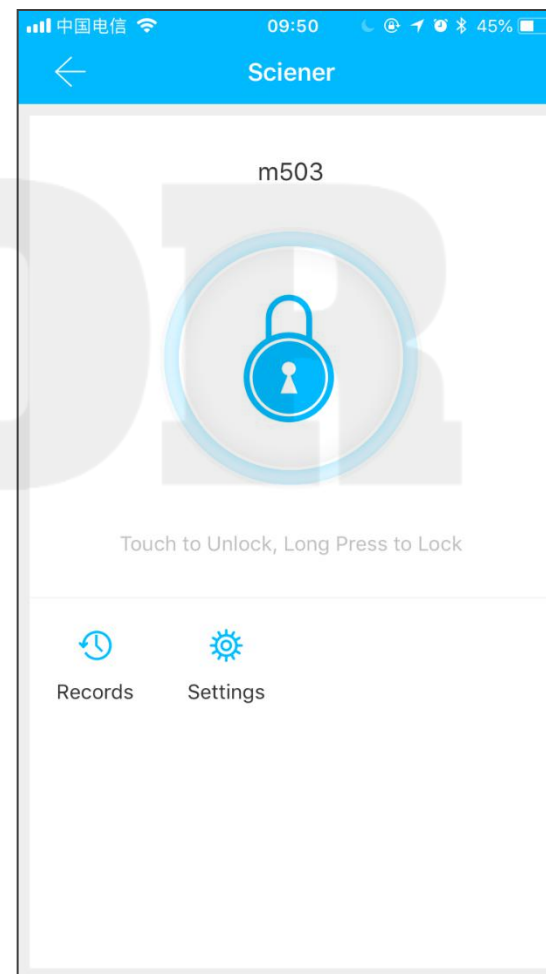 中国电信 09:50 45%
Sciener
m503
Touch to Unlock, Long Press to Lock
Records Settings